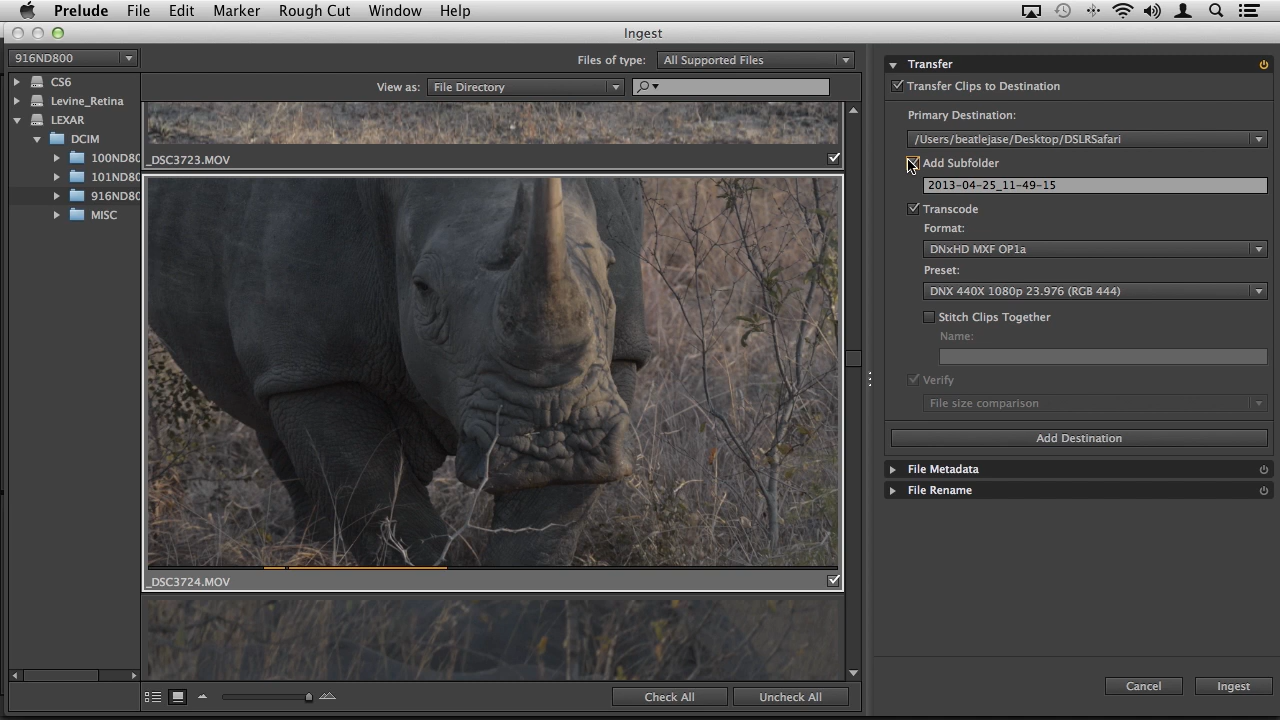 Prelude File Edit Marker Rough Cut Window Help
Ingest
916ND800
Files of type: All Supported Files
View as: File Directory
CS6
Levine_Retina
LEXAR
DCIM
100ND80
101ND80
916ND80
MISC
_DSC3723.MOV
_DSC3724.MOV
Check All
Uncheck All
Transfer
Transfer Clips to Destination
Primary Destination:
/Users/beatlejase/Desktop/DSLRSafari
Add Subfolder
2013-04-25_11-49-15
Transcode
Format:
DNxHD MXF OP1a
Preset:
DNX 440X 1080p 23.976 (RGB 444)
Stitch Clips Together
Name:
Verify
File size comparison
Add Destination
File Metadata
File Rename
Cancel
Ingest